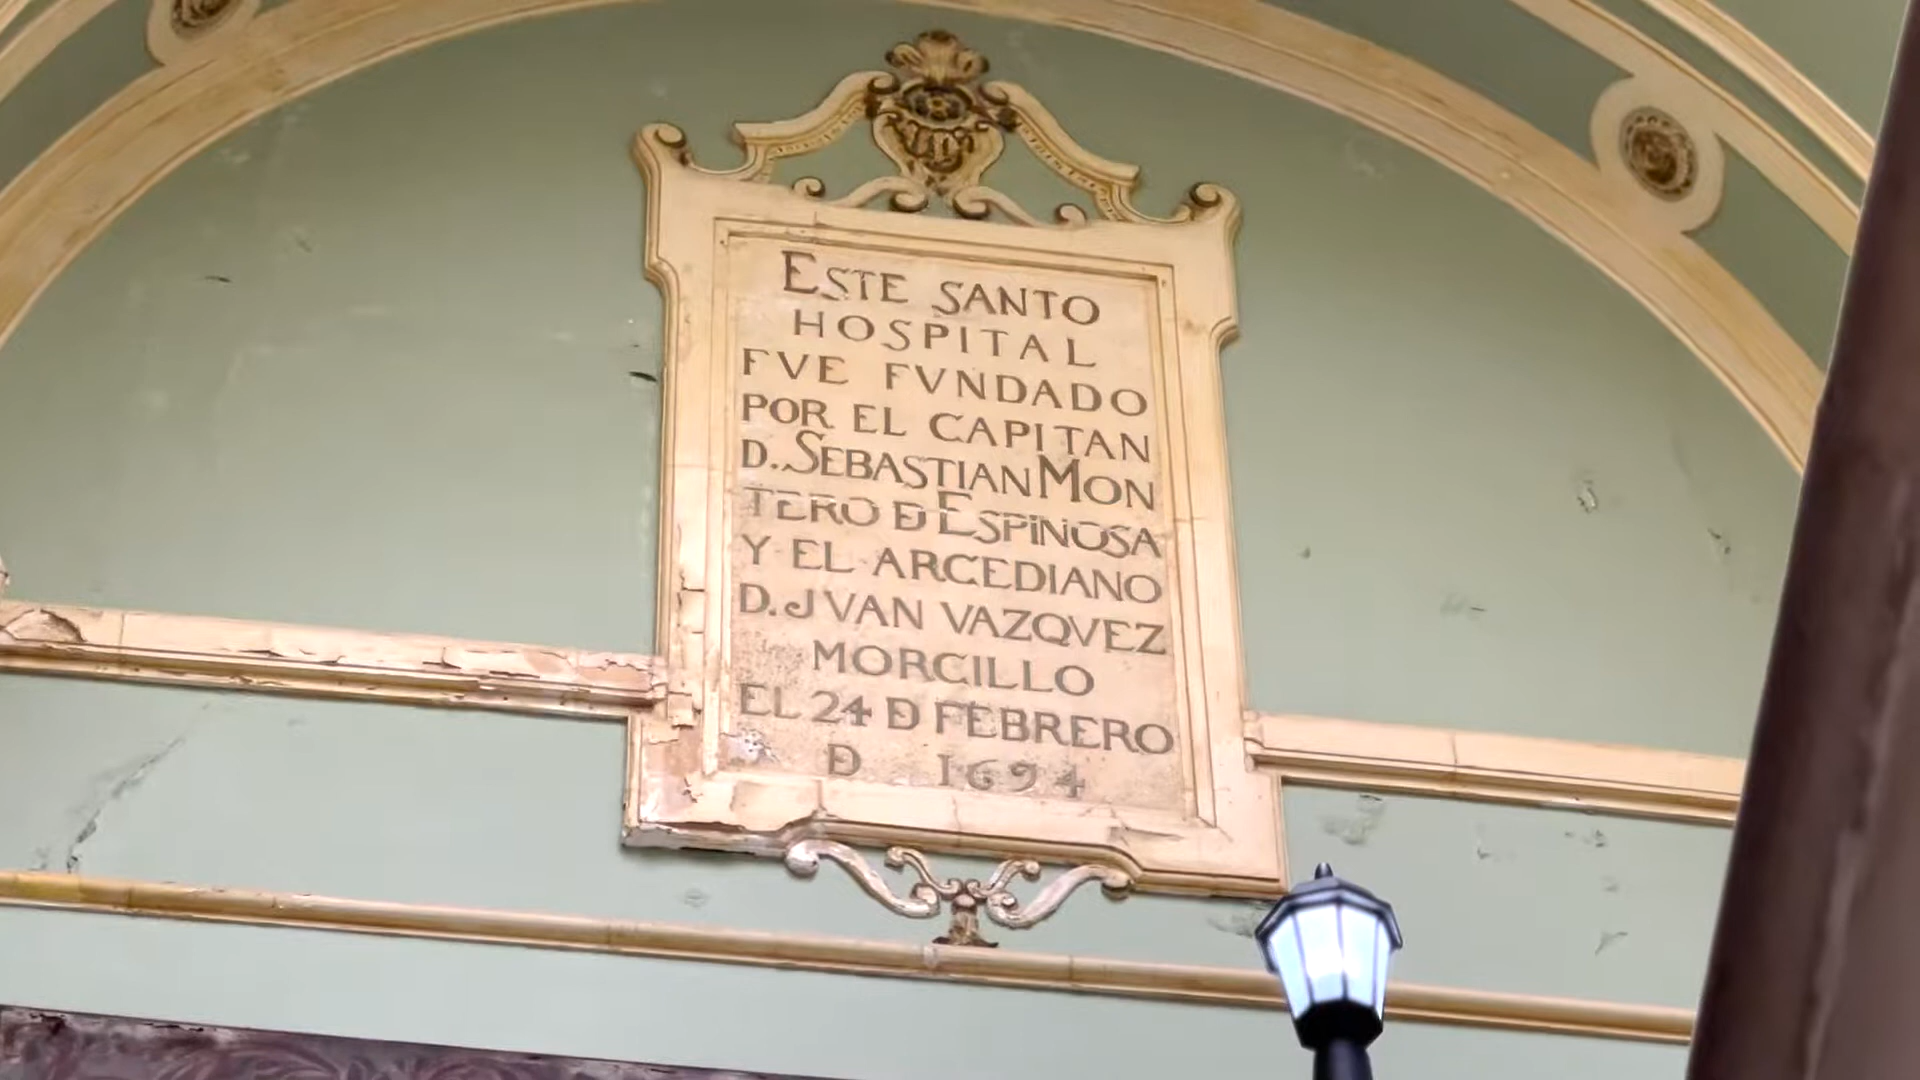 ESTE SANTO
HOSPITAL
FVE FVNDADO
POR EL CAPITAN
D. SEBASTIAN MON
TERO Đ ESPINOSA
Y EL ARCEDIANO
D. JVAN VAZQVEZ
MORCILLO
EL 24 Đ FEBRERO
Đ 1694